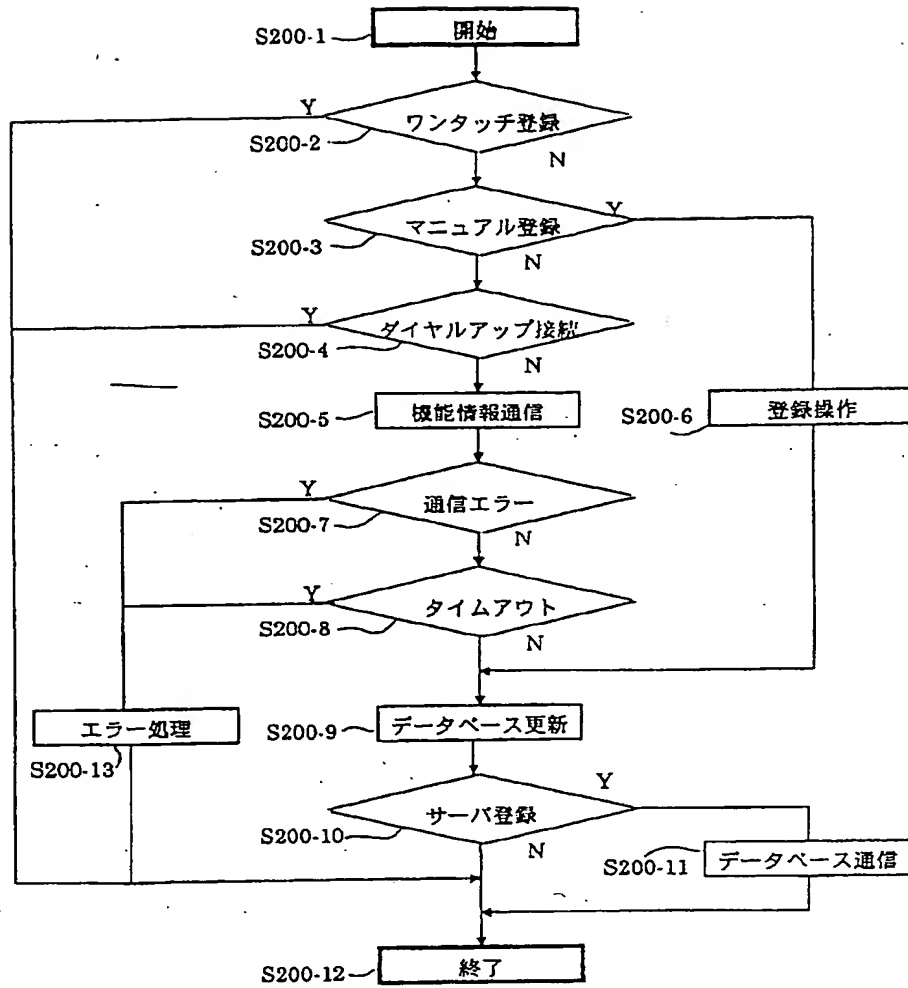 S200-1
開始
Y
ワンタッチ登録
S200-2
N
Y
マニュアル登録
S200-3
N
Y
ダイヤルアップ接続
S200-4
N
S200-5
機能情報通信
S200-6
登録操作
Y
通信エラー
S200-7
N
Y
タイムアウト
S200-8
N
エラー処理
S200-13
S200-9
データベース更新
Y
サーバ登録
S200-10
N
S200-11
データベース通信
S200-12
終了